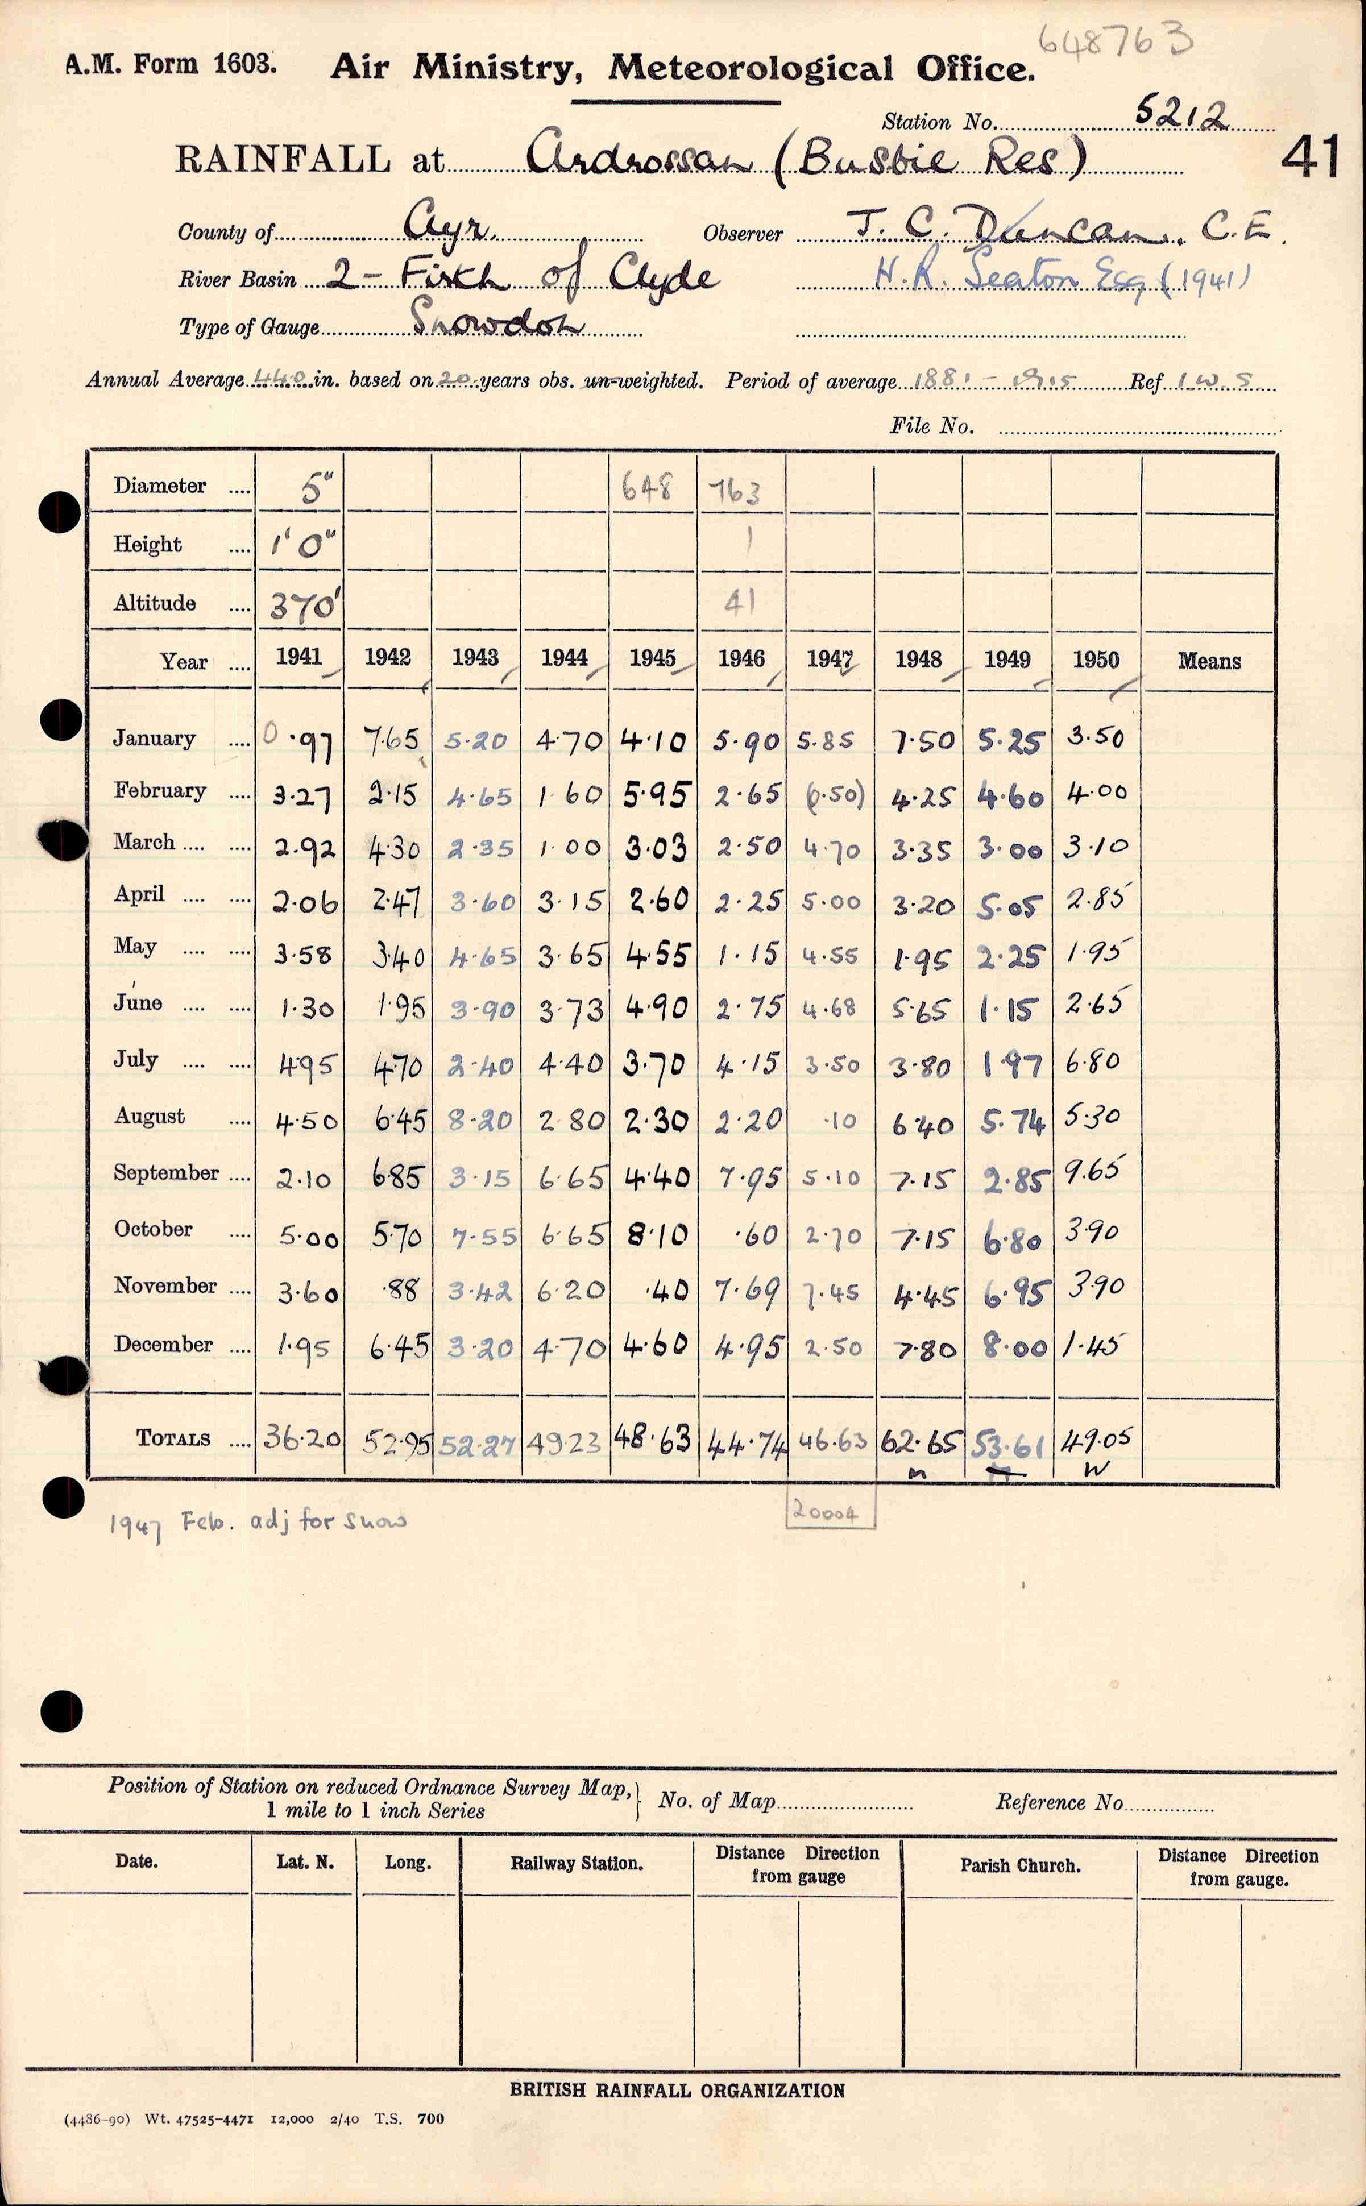 648763
A.M. Form 1603. Air Ministry, Meteorological Office.
Station No. 5212
RAINFALL at Ardrossan (Busbie Res) 41
County of Ayr. Observer J. C. Duncan, C.E.
River Basin 2 - Firth of Clyde H.R. Seaton Esq (1941)
Type of Gauge Snowdon
Annual Average 44.0 in. based on 20 years obs. un-weighted. Period of average 1881 - 1915 Ref I.W.S
File No.
Diameter .... 5" 648 763
Height .... 1' 0" 1
Altitude .... 370' 41
Year .... 1941 1942 1943 1944 1945 1946 1947 1948 1949 1950 Means
January .... 0.97 7.65 5.20 4.70 4.10 5.90 5.85 7.50 5.25 3.50
February .... 3.27 2.15 4.65 1.60 5.95 2.65 (0.50) 4.25 4.60 4.00
March .... .... 2.92 4.30 2.35 1.00 3.03 2.50 4.70 3.35 3.00 3.10
April .... .... 2.06 2.47 3.60 3.15 2.60 2.25 5.00 3.20 5.05 2.85
May .... .... 3.58 3.40 4.65 3.65 4.55 1.15 4.55 1.95 2.25 1.95
June .... .... 1.30 1.95 3.90 3.73 4.90 2.75 4.68 5.65 1.15 2.65
July .... .... 4.95 4.70 2.40 4.40 3.70 4.15 3.50 3.80 1.97 6.80
August .... 4.50 6.45 8.20 2.80 2.30 2.20 .10 6.40 5.74 5.30
September .... 2.10 6.85 3.15 6.65 4.40 7.95 5.10 7.15 2.85 9.65
October .... 5.00 5.70 7.55 6.65 8.10 .60 2.70 7.15 6.80 3.90
November .... 3.60 .88 3.42 6.20 .40 7.69 7.45 4.45 6.95 3.90
December .... 1.95 6.45 3.20 4.70 4.60 4.95 2.50 7.80 8.00 1.45
TOTALS .... 36.20 52.95 52.27 49.23 48.63 44.74 46.63 62.65 53.61 49.05
1947 Feb. adj for snow 20004
Position of Station on reduced Ordnance Survey Map, } No. of Map Reference No
1 mile to 1 inch Series
Date. Lat. N. Long. Railway Station. Distance Direction from gauge Parish Church. Distance Direction from gauge.
BRITISH RAINFALL ORGANIZATION
(4486-90) Wt. 47525-4471 12,000 2/40 T.S. 700